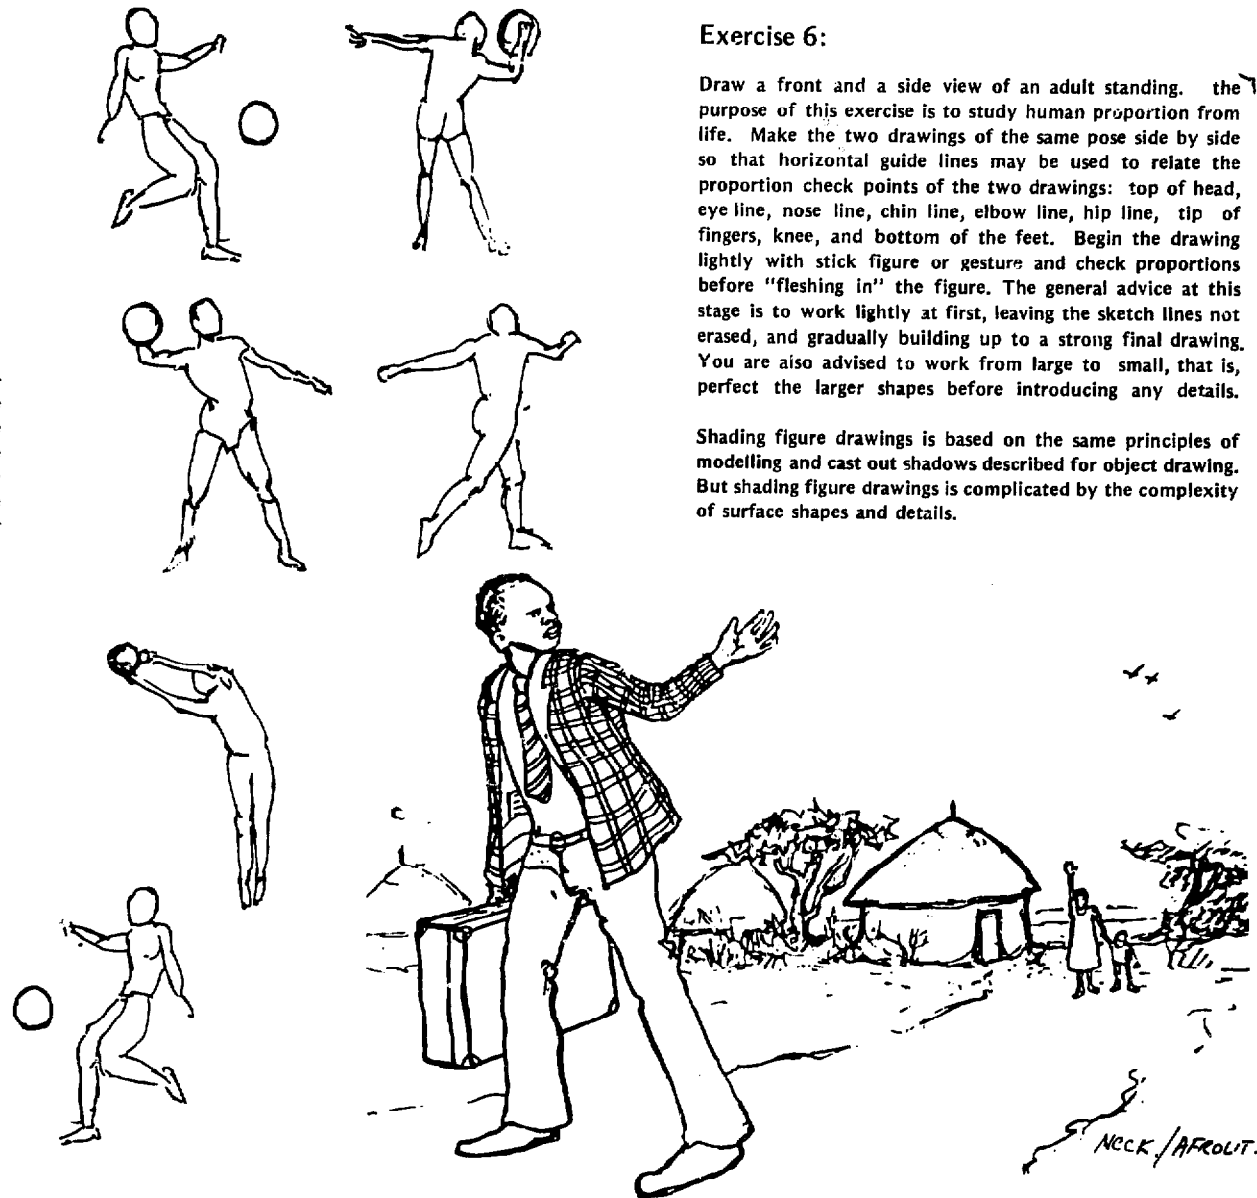 Exercise 6:
Draw a front and a side view of an adult standing. the
purpose of this exercise is to study human proportion from
life. Make the two drawings of the same pose side by side
so that horizontal guide lines may be used to relate the
proportion check points of the two drawings: top of head,
eye line, nose line, chin line, elbow line, hip line, tip of
fingers, knee, and bottom of the feet. Begin the drawing
lightly with stick figure or gesture and check proportions
before "fleshing in" the figure. The general advice at this
stage is to work lightly at first, leaving the sketch lines not
erased, and gradually building up to a strong final drawing.
You are also advised to work from large to small, that is,
perfect the larger shapes before introducing any details.
Shading figure drawings is based on the same principles of
modelling and cast out shadows described for object drawing.
But shading figure drawings is complicated by the complexity
of surface shapes and details.
NCCK/AFROLIT.